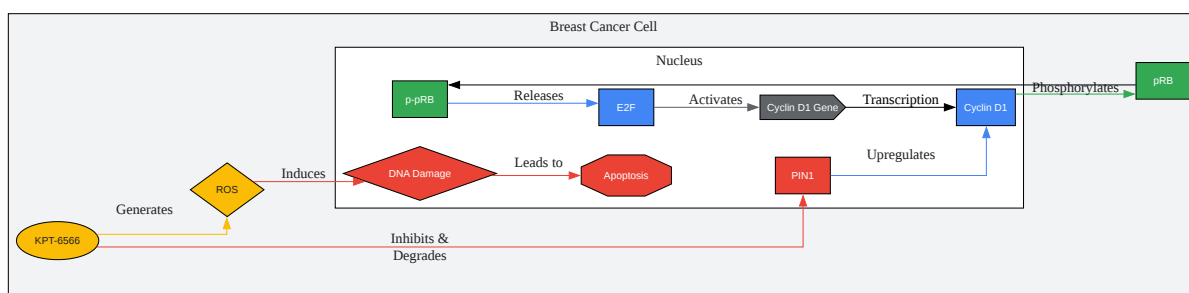 Breast Cancer Cell
Nucleus
pRB
p-pRB
Releases
E2F
Activates
Cyclin D1 Gene
Transcription
Cyclin D1
Phosphorylates
DNA Damage
Leads to
Apoptosis
PIN1
Upregulates
ROS
Induces
Generates
KPT-6566
Inhibits &
Degrades